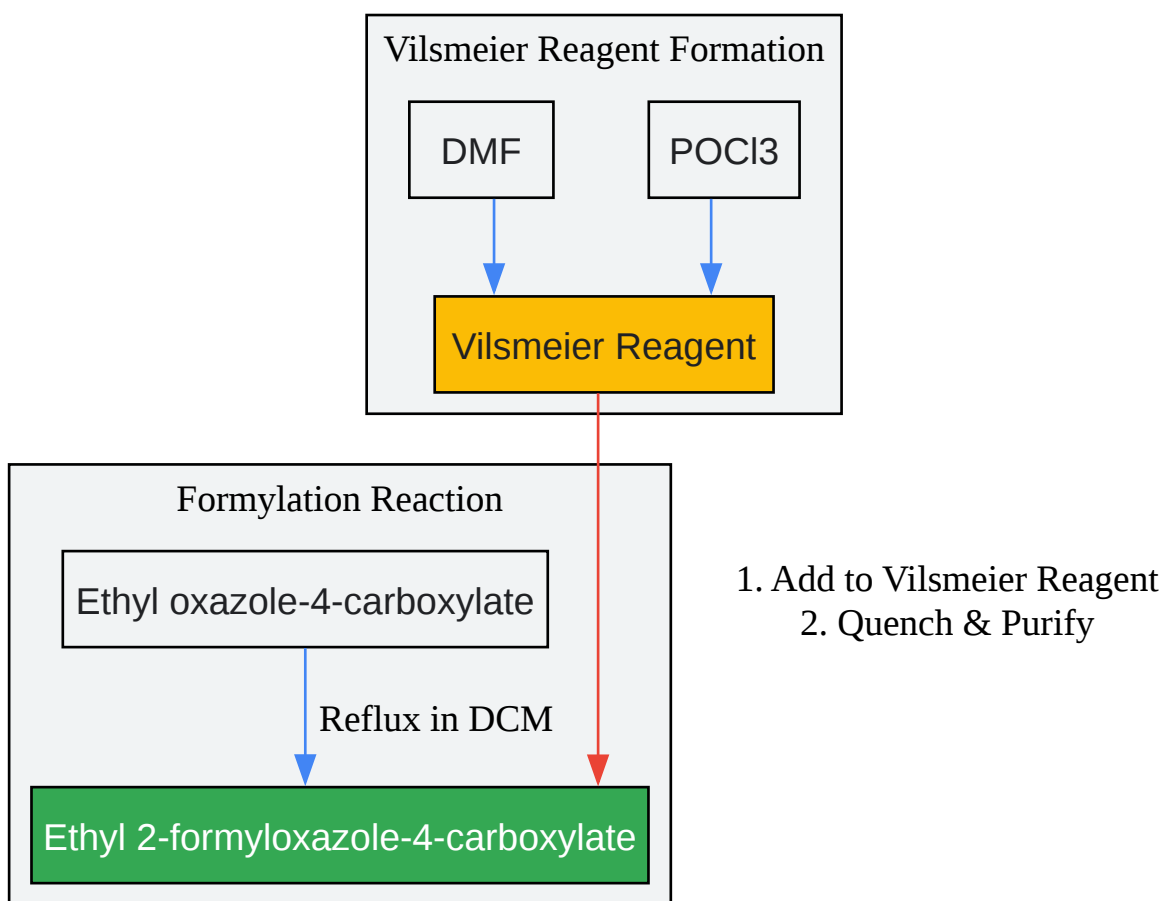 Vilsmeier Reagent Formation
DMF
POCl3
Vilsmeier Reagent
Formylation Reaction
Ethyl oxazole-4-carboxylate
1. Add to Vilsmeier Reagent
2. Quench & Purify
Reflux in DCM
Ethyl 2-formyloxazole-4-carboxylate